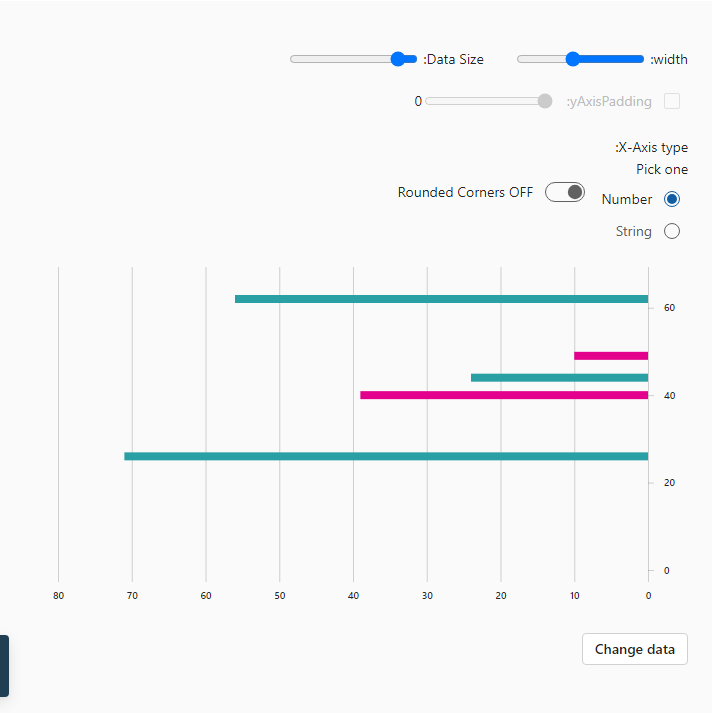 :width
:Data Size
:yAxisPadding
0
:X-Axis type
Pick one
Number
Rounded Corners OFF
String
60
40
20
0
80 70 60 50 40 30 20 10 0
Change data